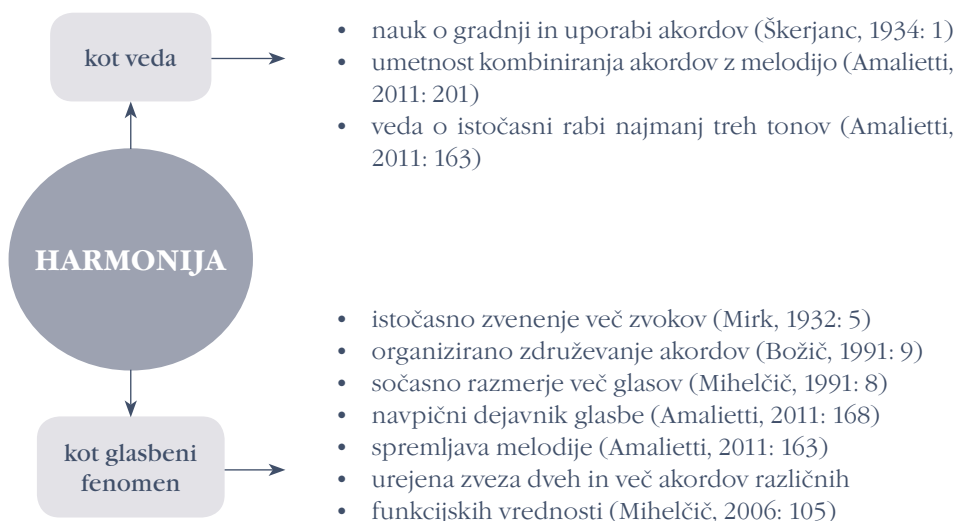 kot veda
• nauk o gradnji in uporabi akordov (Škerjanc, 1934: 1)
• umetnost kombiniranja akordov z melodijo (Amalietti,
2011: 201)
• veda o istočasni rabi najmanj treh tonov (Amalietti,
2011: 163)
HARMONIJA
kot glasbeni
fenomen
• istočasno zvenenje več zvokov (Mirk, 1932: 5)
• organizirano združevanje akordov (Božič, 1991: 9)
• sočasno razmerje več glasov (Mihelčič, 1991: 8)
• navpični dejavnik glasbe (Amalietti, 2011: 168)
• spremljava melodije (Amalietti, 2011: 163)
• urejena zveza dveh in več akordov različnih
• funkcijskih vrednosti (Mihelčič, 2006: 105)